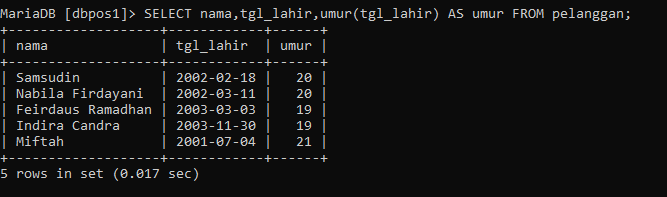 MariaDB [dbpos1]> SELECT nama,tgl_lahir,umur(tgl_lahir) AS umur FROM pelanggan;
+-------------------+------------+------+
| nama              | tgl_lahir  | umur |
+-------------------+------------+------+
| Samsudin          | 2002-02-18 |   20 |
| Nabila Firdayani  | 2002-03-11 |   20 |
| Feirdaus Ramadhan | 2003-03-03 |   19 |
| Indira Candra     | 2003-11-30 |   19 |
| Miftah            | 2001-07-04 |   21 |
+-------------------+------------+------+
5 rows in set (0.017 sec)